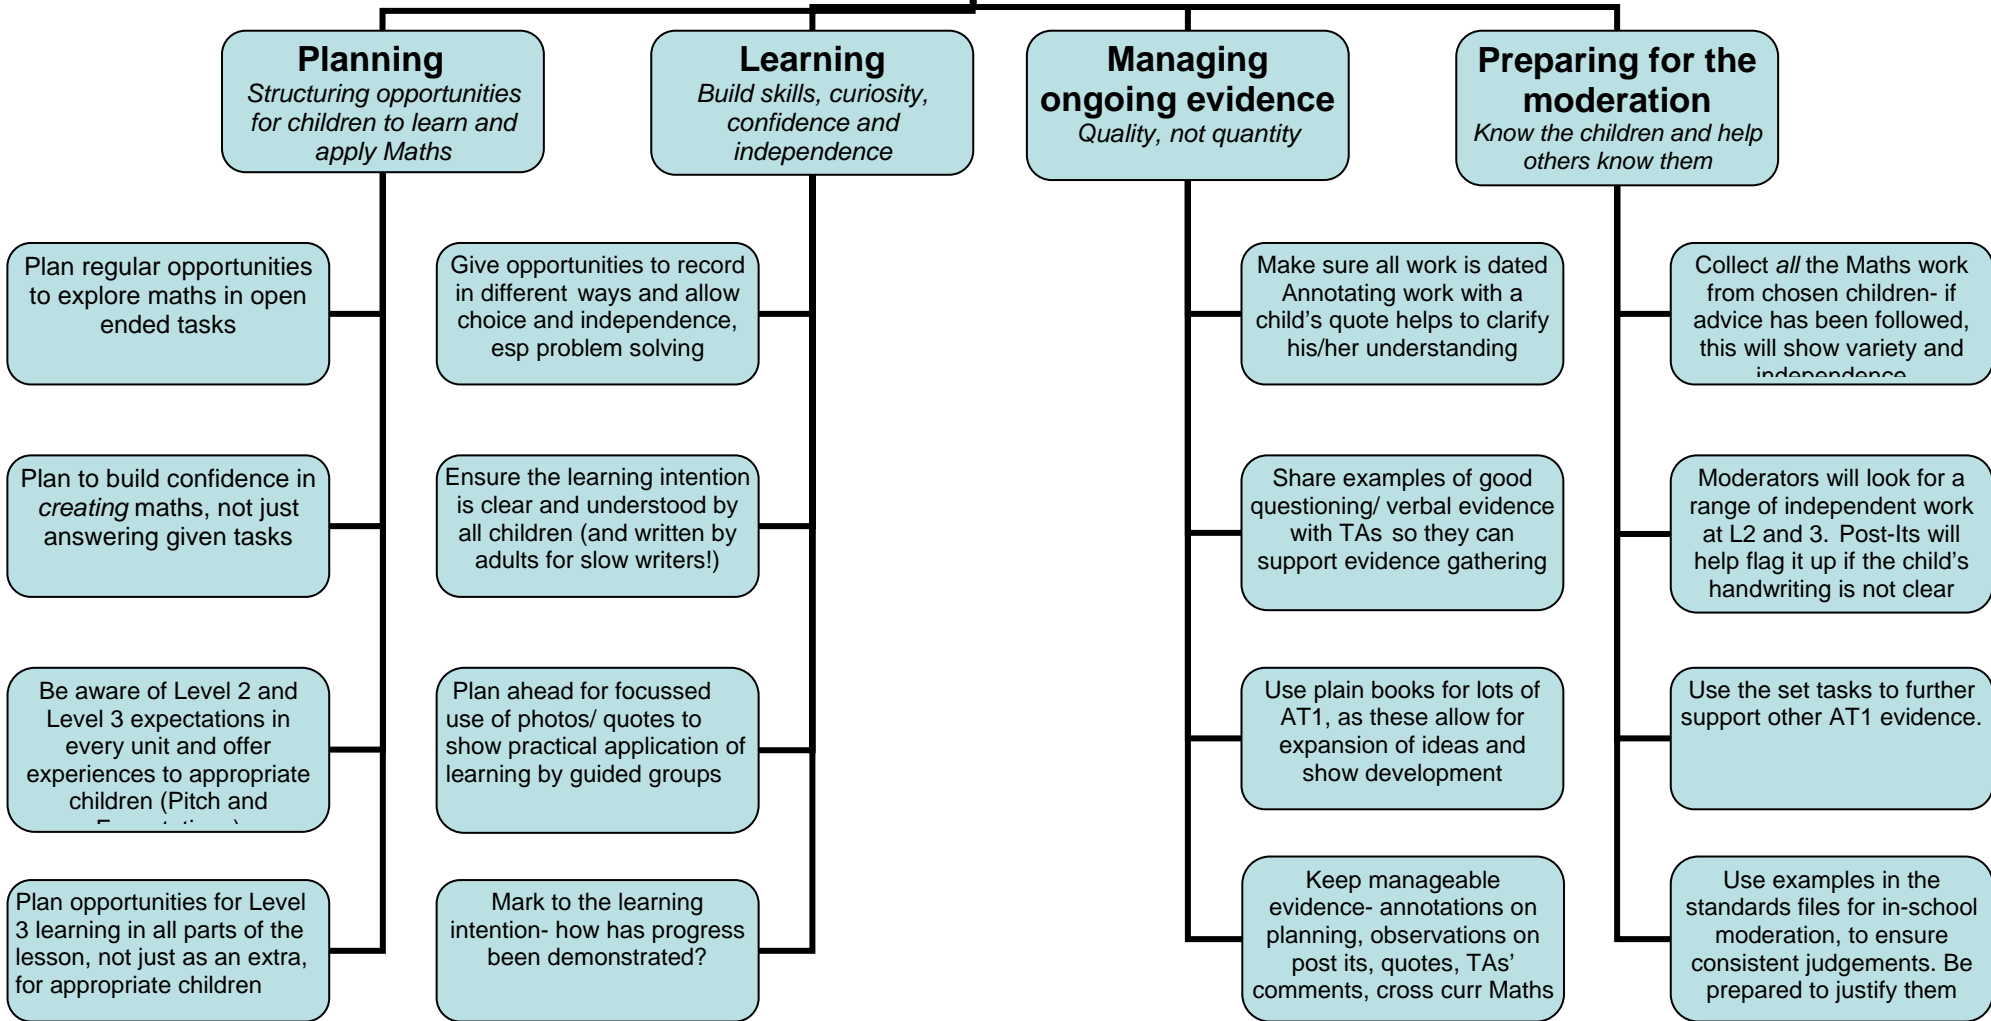 Planning
Structuring opportunities
for children to learn and
apply Maths
Plan regular opportunities
to explore maths in open
ended tasks
Plan to build confidence in
creating maths, not just
answering given tasks
Be aware of Level 2 and
Level 3 expectations in
every unit and offer
experiences to appropriate
children (Pitch and
Plan opportunities for Level
3 learning in all parts of the
lesson, not just as an extra,
for appropriate children
Learning
Build skills, curiosity,
confidence and
independence
Give opportunities to record
in different ways and allow
choice and independence,
esp problem solving
Ensure the learning intention
is clear and understood by
all children (and written by
adults for slow writers!)
Plan ahead for focussed
use of photos/ quotes to
show practical application of
learning by guided groups
Mark to the learning
intention- how has progress
been demonstrated?
Managing
ongoing evidence
Quality, not quantity
Make sure all work is dated
Annotating work with a
child's quote helps to clarify
his/her understanding
Share examples of good
questioning/ verbal evidence
with TAs so they can
support evidence gathering
Use plain books for lots of
AT1, as these allow for
expansion of ideas and
show development
Keep manageable
evidence- annotations on
planning, observations on
post its, quotes, TAs'
comments, cross curr Maths
Preparing for the
moderation
Know the children and help
others know them
Collect all the Maths work
from chosen children- if
advice has been followed,
this will show variety and
independence
Moderators will look for a
range of independent work
at L2 and 3. Post-Its will
help flag it up if the child's
handwriting is not clear
Use the set tasks to further
support other AT1 evidence.
Use examples in the
standards files for in-school
moderation, to ensure
consistent judgements. Be
prepared to justify them